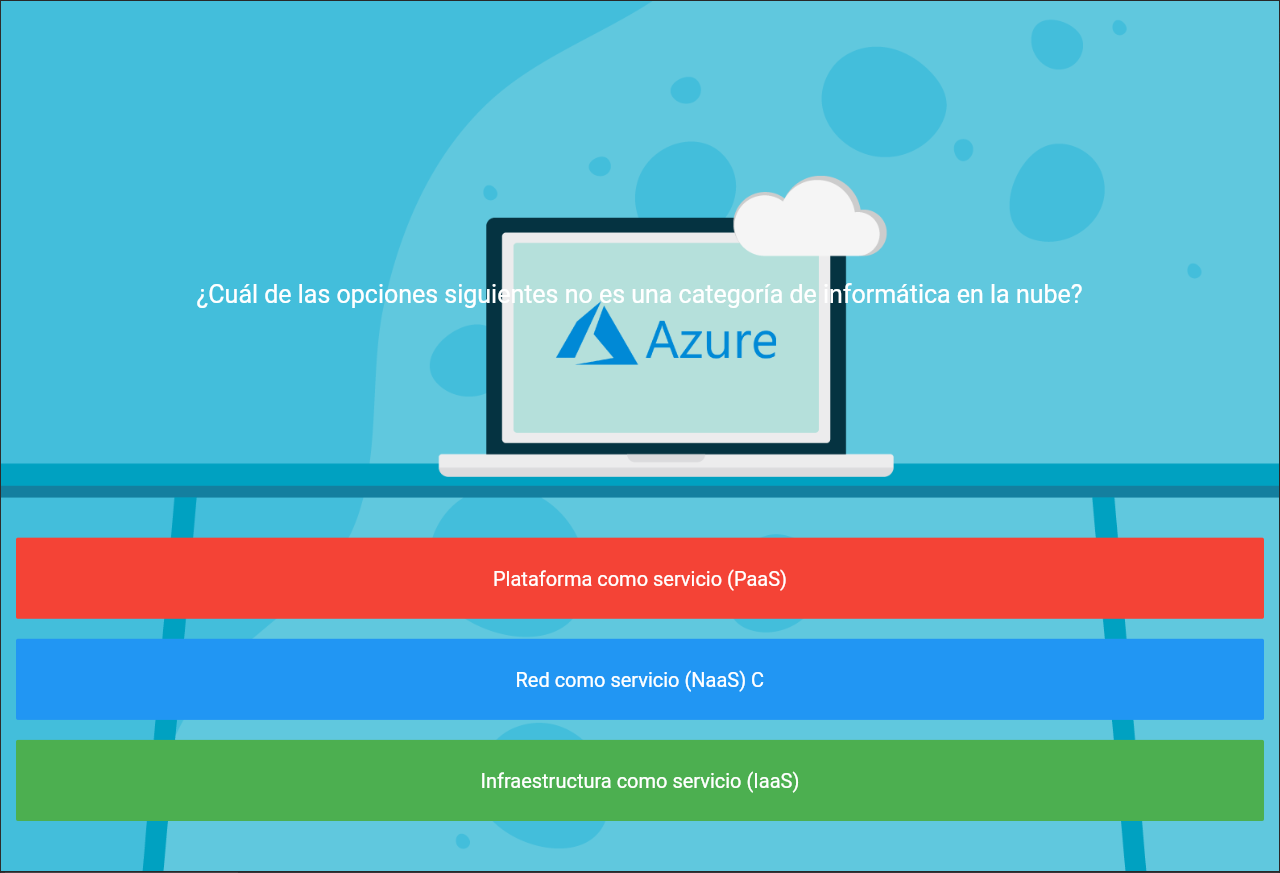 ¿Cuál de las opciones siguientes no es una categoría de informática en la nube?
Azure
Plataforma como servicio (PaaS)
Red como servicio (NaaS) C
Infraestructura como servicio (IaaS)